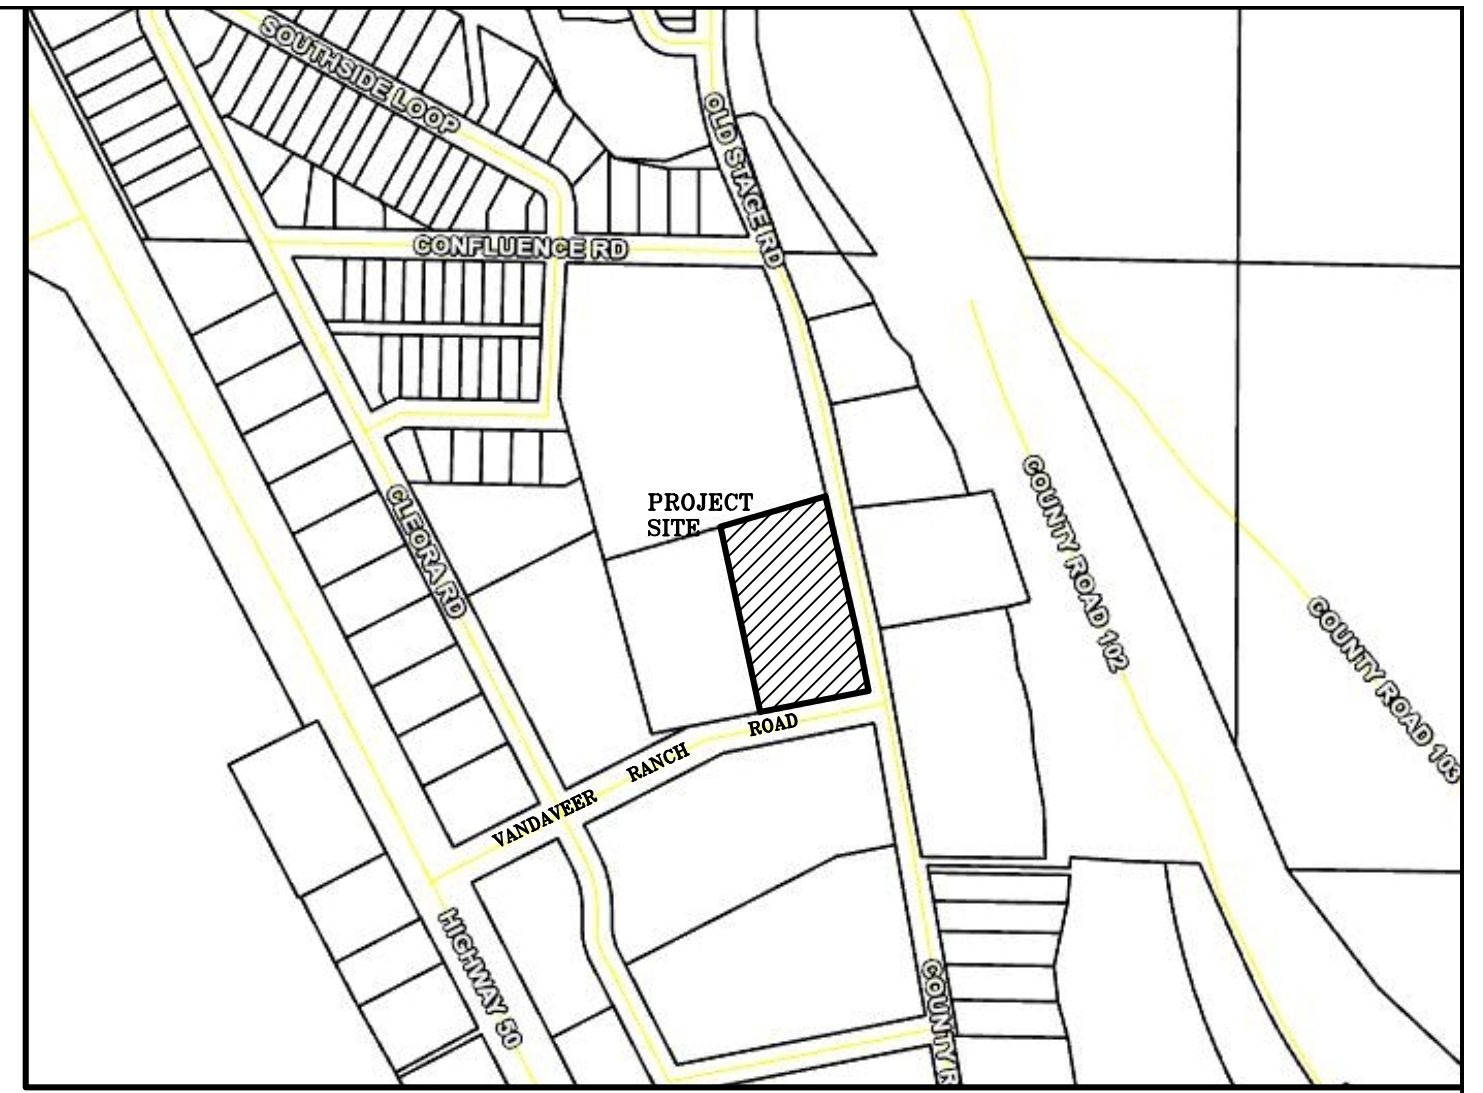 SOUTHSIDE LOOP
OLD STAGE RD
CONFLUENCE RD
PROJECT
SITE
CLEORA RD
COUNTY ROAD 102
COUNTY ROAD 103
VANDAVEER RANCH ROAD
HIGHWAY 50
COUNTY R